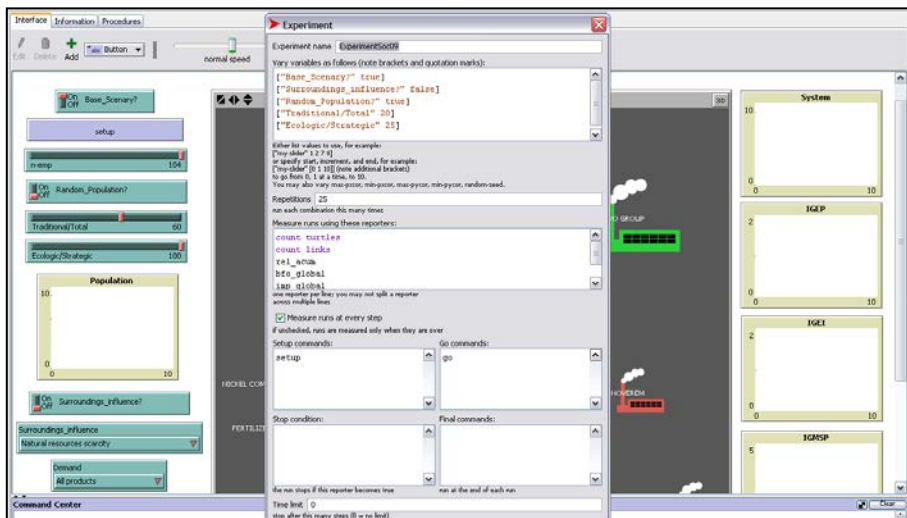 Interface Information Procedures
Edit Delete Add Button normal speed
On Off Base_Scenary?
setup
n-emp 104
On Off Random_Population?
Traditional/Total 60
Ecologic/Strategic 100
Population
10
0
0 10
On Off Surroundings_influence?
Surroundings_influence
Natural resources scarcity
Demand
All products
Command Center
NICKEL COM
FERTILIZ
Experiment
Experiment name ExperimentSoc09
Vary variables as follows (note brackets and quotation marks):
["Base_Scenary?" true]
["Surroundings_influence?" false]
["Random_Population?" true]
["Traditional/Total" 20]
["Ecologic/Strategic" 25]
Either list values to use, for example:
["my-slider" 1 2 7 8]
or specify start, increment, and end, for example:
["my-slider" [0 1 10]] (note additional brackets)
to go from 0, 1 at a time, to 10.
You may also vary max-pxcor, min-pxcor, max-pycor, min-pycor, random-seed.
Repetitions 25
run each combination this many times
Measure runs using these reporters:
count turtles
count links
rel_acum
bfo_global
imp_global
one reporter per line; you may not split a reporter
across multiple lines
Measure runs at every step
if unchecked, runs are measured only when they are over
Setup commands: Go commands:
setup go
Stop condition: Final commands:
the run stops if this reporter becomes true run at the end of each run
Time limit 0
stop after this many steps (0 = no limit)
3D
GROUP
System
10
0
0 10
IGEP
2
0
0 10
IGEI
2
0
0 10
IGMSP
5
Clear